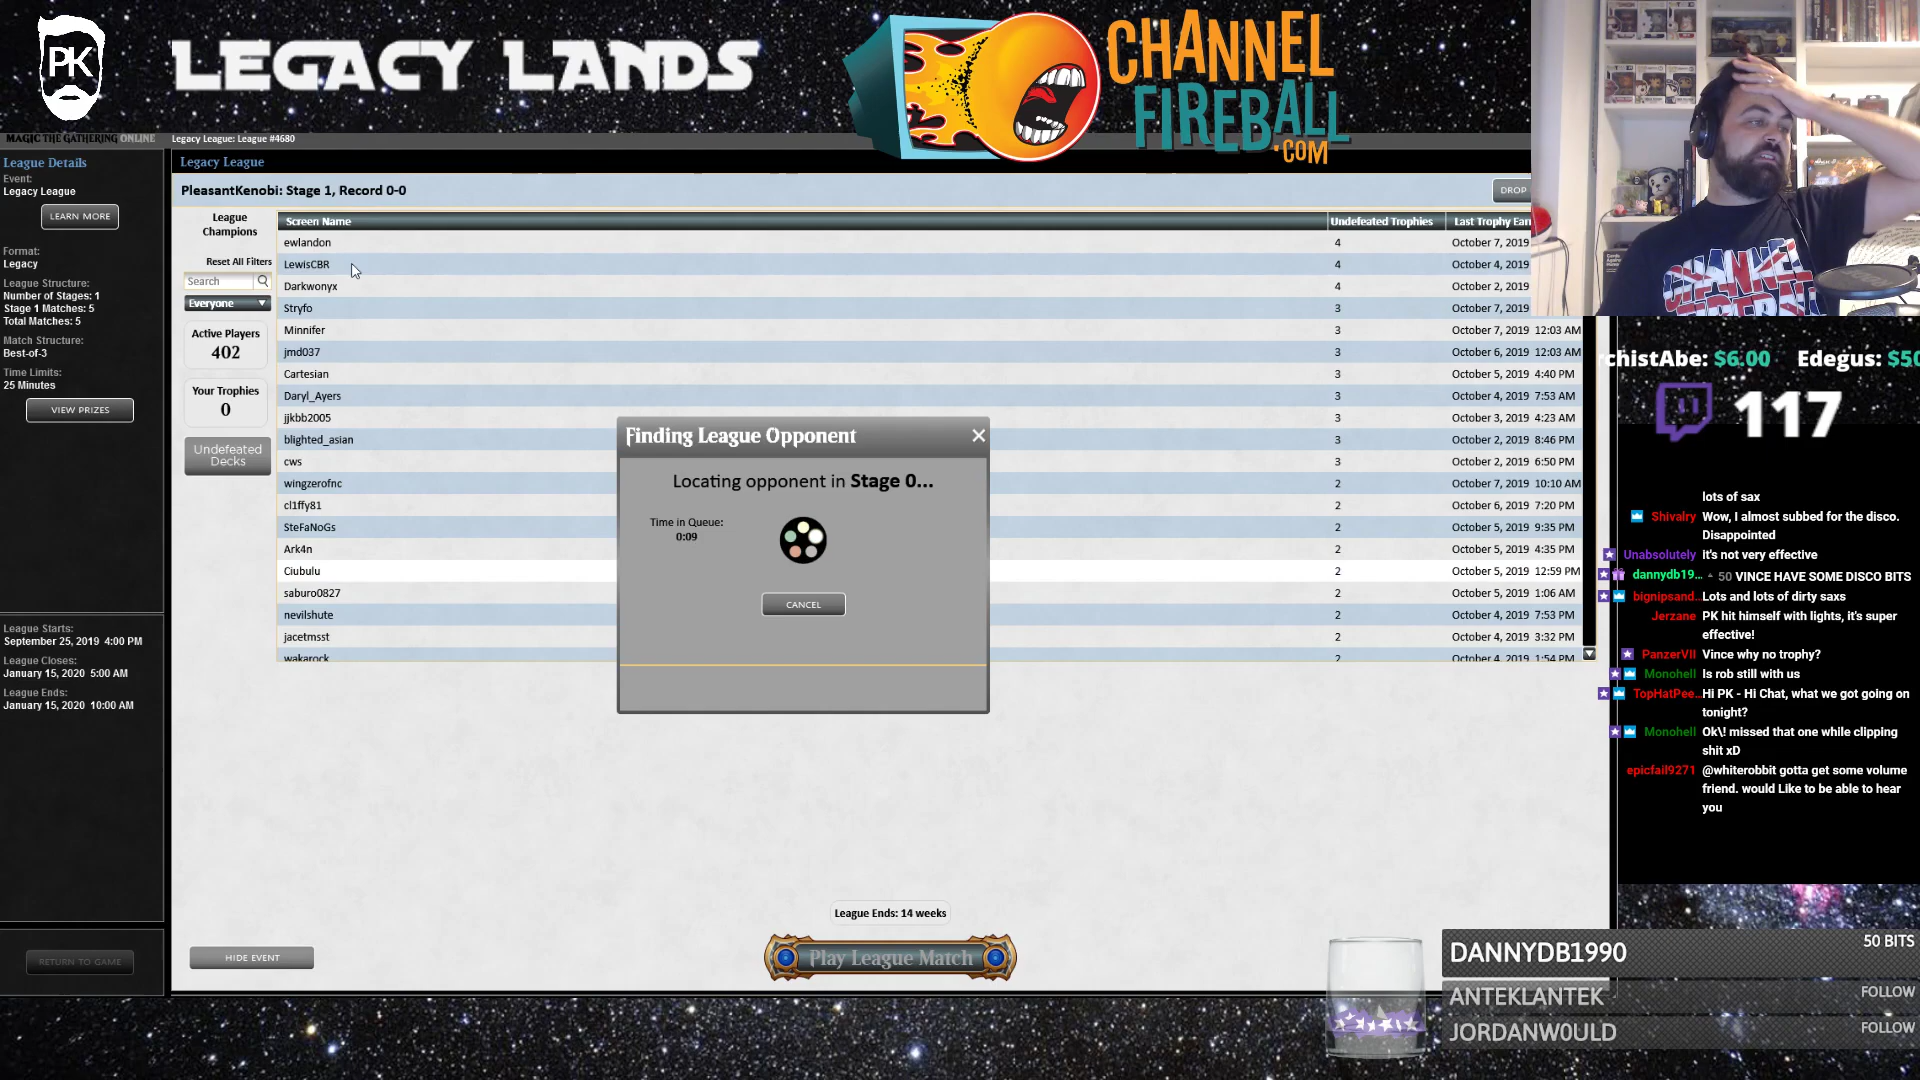 PK
LEGACY LANDS
CHANNEL
FIREBALL
.COM
MAGIC THE GATHERING ONLINE
Legacy League: League #4680
League Details
Event:
Legacy League
LEARN MORE
Format:
Legacy
League Structure:
Number of Stages: 1
Stage 1 Matches: 5
Total Matches: 5
Match Structure:
Best-of-3
Time Limits:
25 Minutes
VIEW PRIZES
League Starts:
September 25, 2019 4:00 PM
League Closes:
January 15, 2020 5:00 AM
League Ends:
January 15, 2020 10:00 AM
RETURN TO GAME
Legacy League
PleasantKenobi: Stage 1, Record 0-0
DROP
League
Champions
Reset All Filters
Search
Everyone
Active Players
402
Your Trophies
0
Undefeated
Decks
Screen Name Undefeated Trophies Last Trophy Ear
ewlandon 4 October 7, 2019
LewisCBR 4 October 4, 2019
Darkwonyx 4 October 2, 2019
Stryfo 3 October 7, 2019
Minnifer 3 October 7, 2019 12:03 AM
jmd037 3 October 6, 2019 12:03 AM
Cartesian 3 October 5, 2019 4:40 PM
Daryl_Ayers 3 October 4, 2019 7:53 AM
jjkbb2005 3 October 3, 2019 4:23 AM
blighted_asian 3 October 2, 2019 8:46 PM
cws 3 October 2, 2019 6:50 PM
wingzerofnc 2 October 7, 2019 10:10 AM
cl1ffy81 2 October 6, 2019 7:20 PM
SteFaNoGs 2 October 5, 2019 9:35 PM
Ark4n 2 October 5, 2019 4:35 PM
Ciubulu 2 October 5, 2019 12:59 PM
saburo0827 2 October 5, 2019 1:06 AM
nevilshute 2 October 4, 2019 7:53 PM
jacetmsst 2 October 4, 2019 3:32 PM
wakarock 2 October 4, 2019 1:54 PM
Finding League Opponent
Locating opponent in Stage 0...
Time in Queue:
0:09
CANCEL
League Ends: 14 weeks
HIDE EVENT
Play League Match
chistAbe: $6.00 Edegus: $50
117
lots of sax
Shivalry Wow, I almost subbed for the disco.
Disappointed
Unabsolutely it's not very effective
dannydb19... 50 VINCE HAVE SOME DISCO BITS
bignipsand... Lots and lots of dirty saxs
Jerzane PK hit himself with lights, it's super
effective!
PanzerVII Vince why no trophy?
Monohell Is rob still with us
TopHatPee... Hi PK - Hi Chat, what we got going on
tonight?
Monohell Ok\! missed that one while clipping
shit xD
epicfail9271 @whiterobbit gotta get some volume
friend. would Like to be able to hear
you
DANNYDB1990 50 BITS
ANTEKLANTEK FOLLOW
JORDANW0ULD FOLLOW